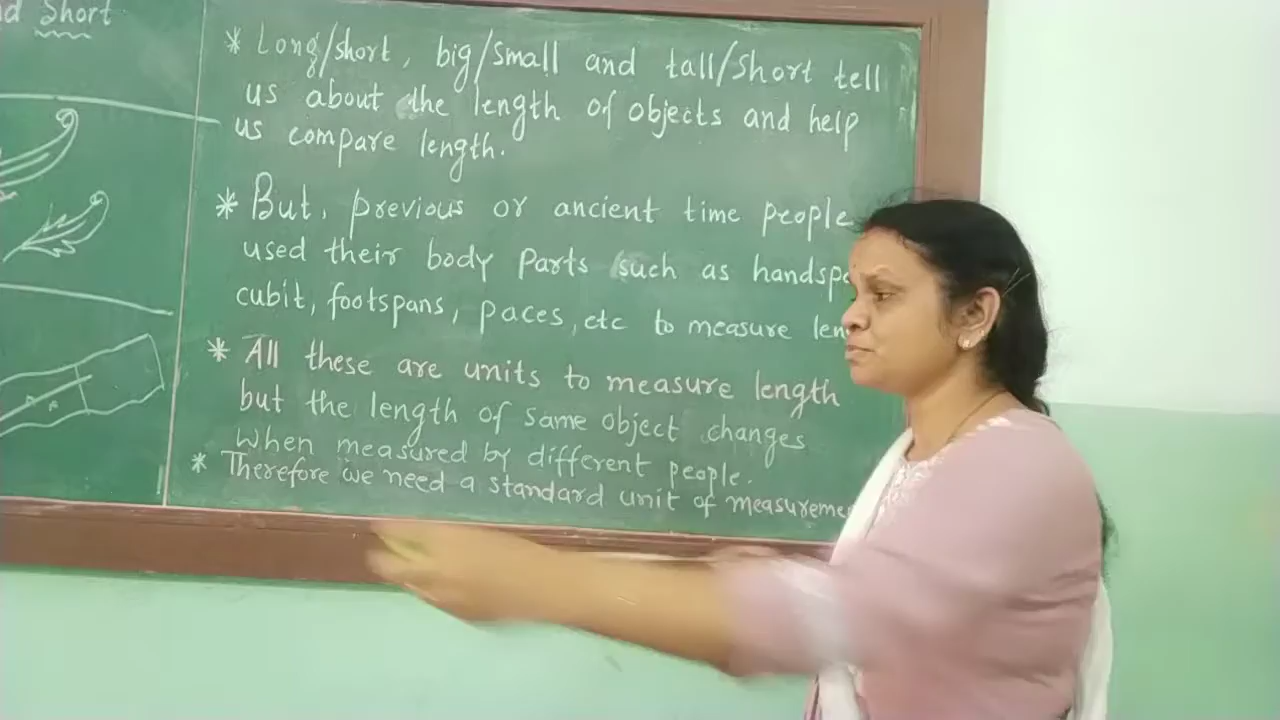 d Short
* Long/short, big/small and tall/short tell
us about the length of objects and help
us compare length.
* But, previous or ancient time people
used their body parts such as handsp
cubit, footspans, paces, etc to measure len
* All these are units to measure length
but the length of same object changes
when measured by different people.
* Therefore we need a standard unit of measureme